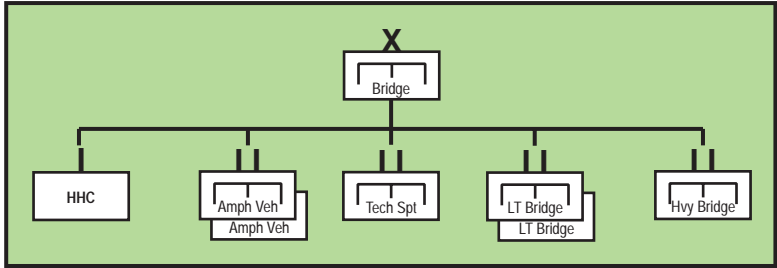 X
Bridge
HHC
Amph Veh
Amph Veh
Tech Spt
LT Bridge
LT Bridge
Hvy Bridge